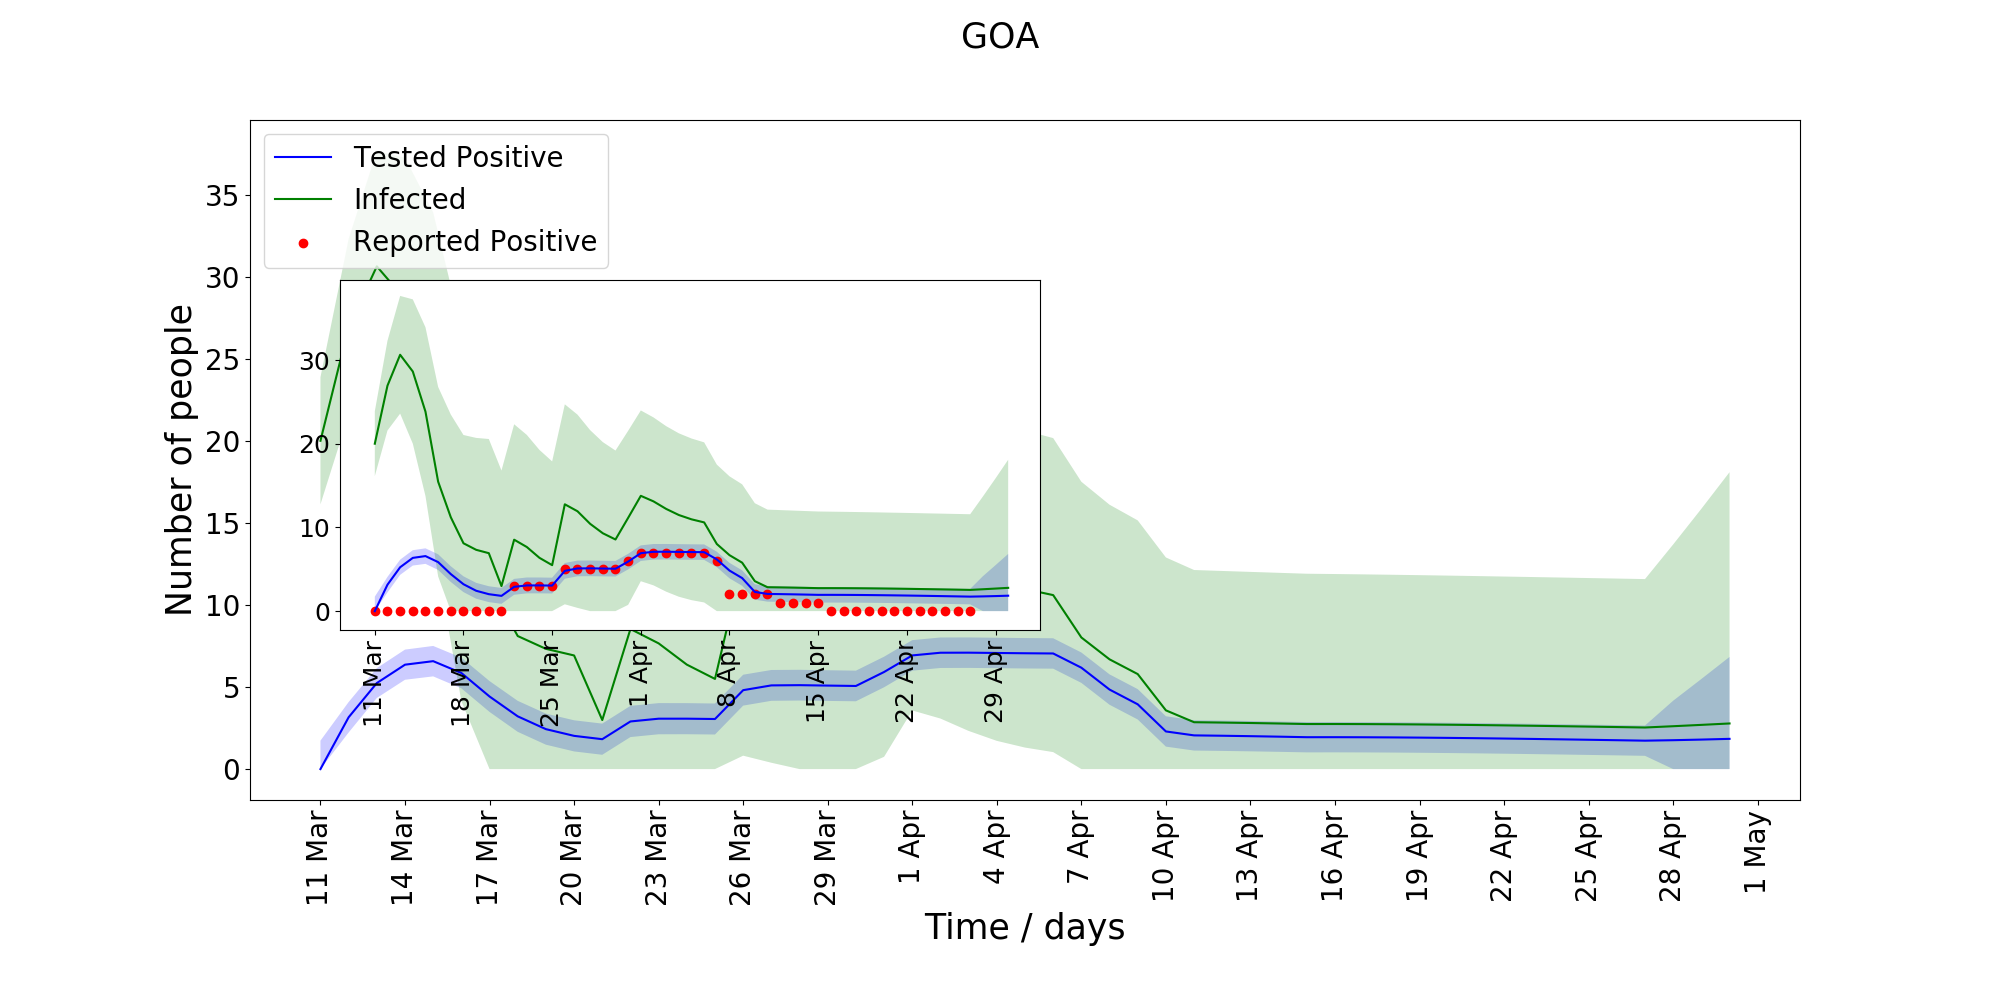 GOA
Tested Positive
Infected
Reported Positive
Number of people
35
30
25
20
15
10
5
0
30
20
10
0
11 Mar
18 Mar
25 Mar
1 Apr
8 Apr
15 Apr
22 Apr
29 Apr
11 Mar
14 Mar
17 Mar
20 Mar
23 Mar
26 Mar
29 Mar
1 Apr
4 Apr
7 Apr
10 Apr
13 Apr
16 Apr
19 Apr
22 Apr
25 Apr
28 Apr
1 May
Time / days